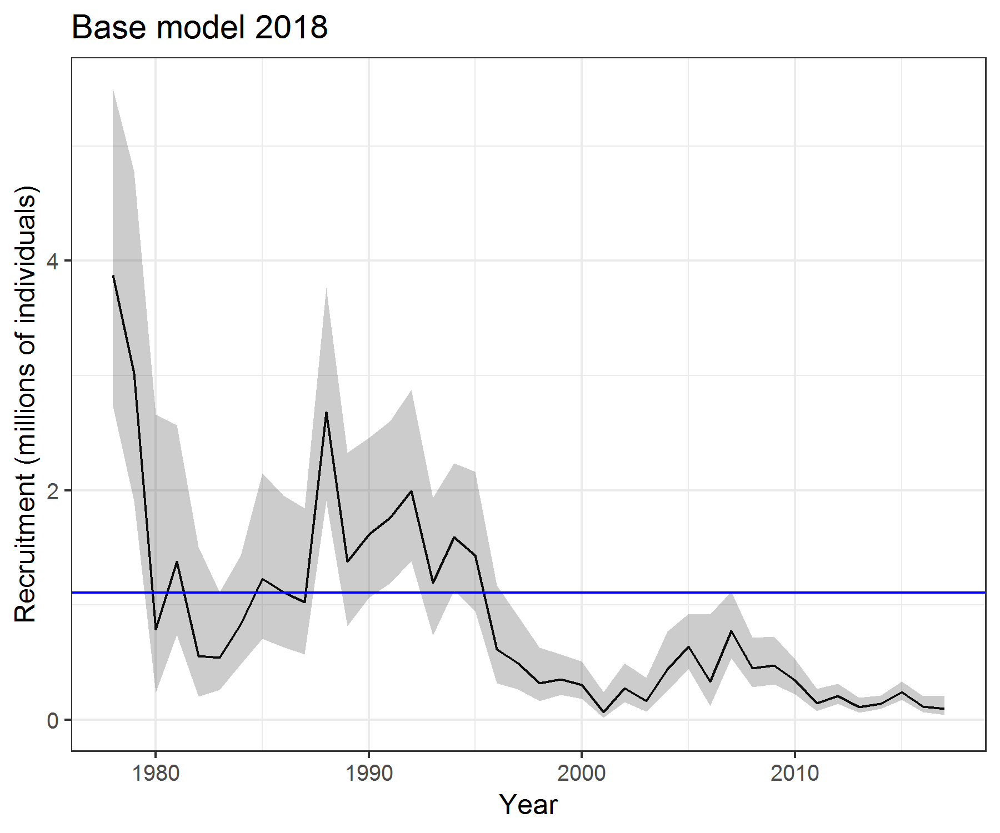 Base model 2018
Recruitment (millions of individuals)
4
2
0
1980
1990
2000
2010
Year